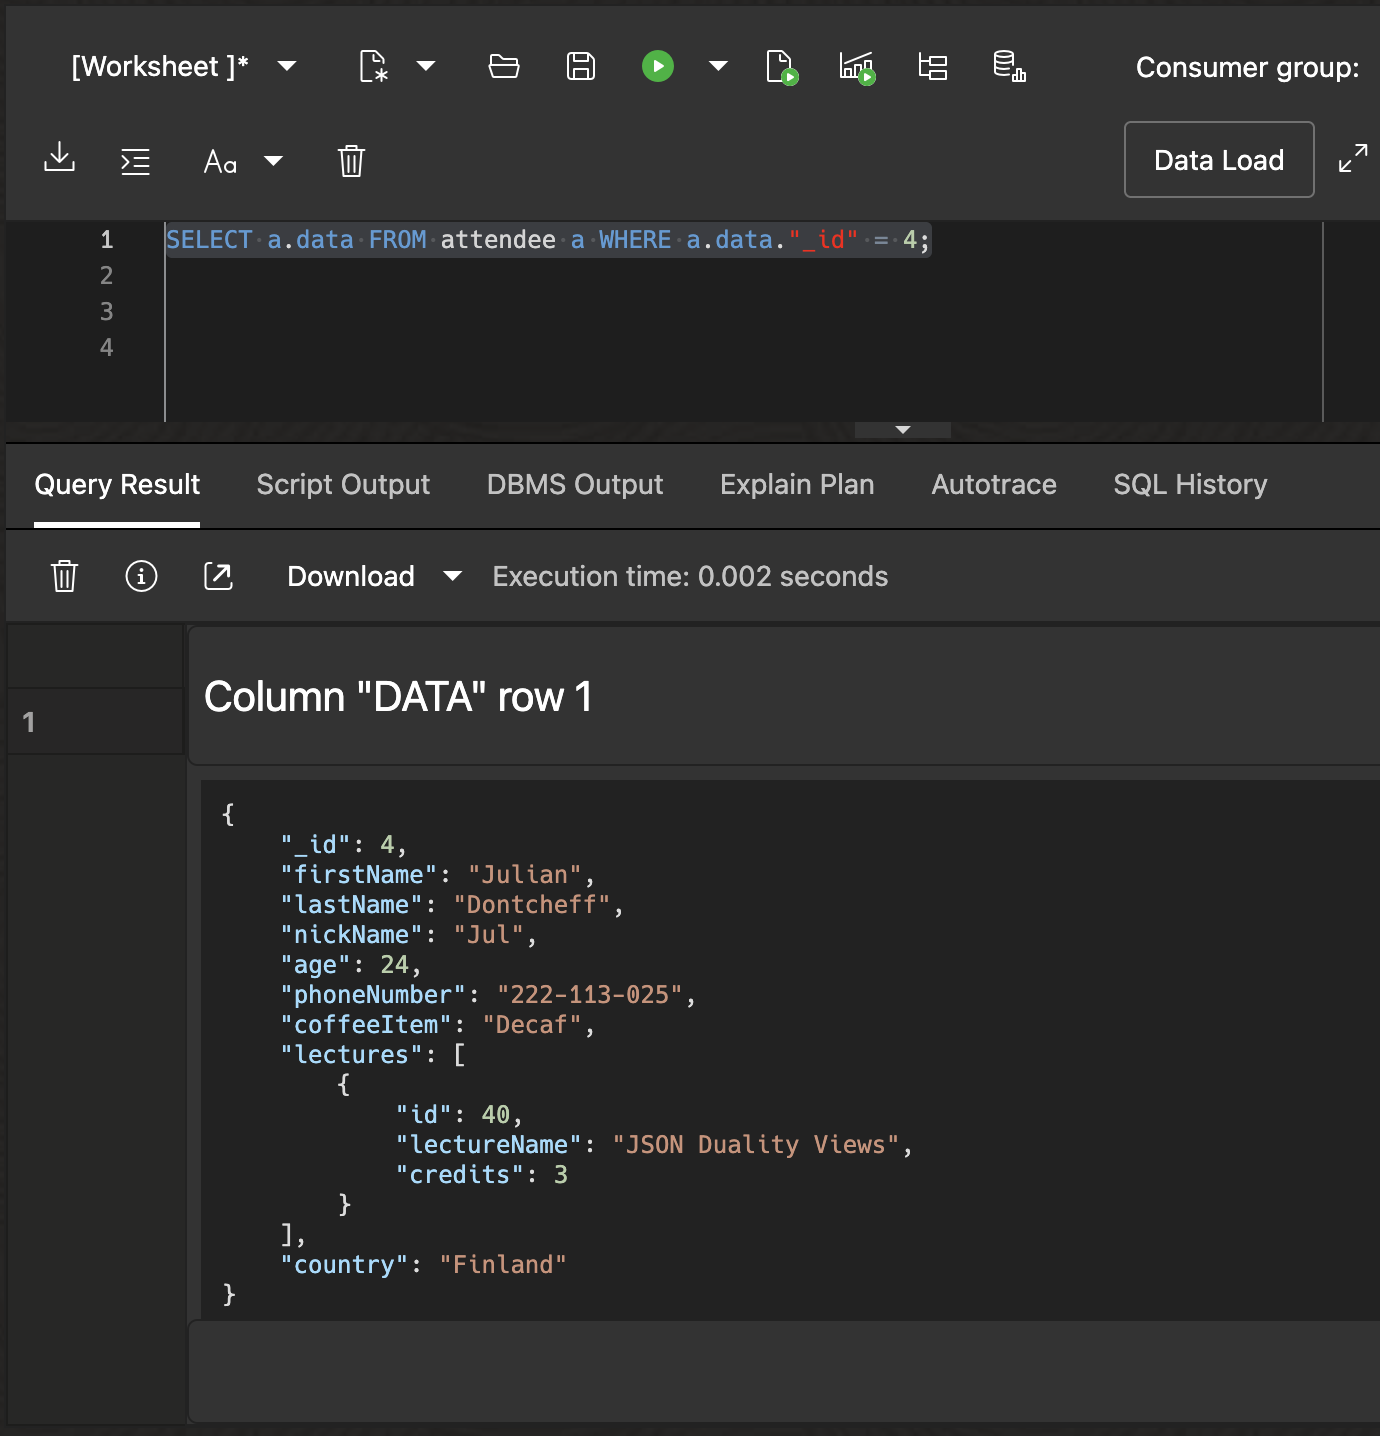 [Worksheet ]*
Consumer group:
Aa
Data Load
1 SELECT a.data FROM attendee a WHERE a.data."_id" = 4;
2
3
4
Query Result Script Output DBMS Output Explain Plan Autotrace SQL History
Download Execution time: 0.002 seconds
Column "DATA" row 1
1
{
"_id": 4,
"firstName": "Julian",
"lastName": "Dontcheff",
"nickName": "Jul",
"age": 24,
"phoneNumber": "222-113-025",
"coffeeItem": "Decaf",
"lectures": [
{
"id": 40,
"lectureName": "JSON Duality Views",
"credits": 3
}
],
"country": "Finland"
}